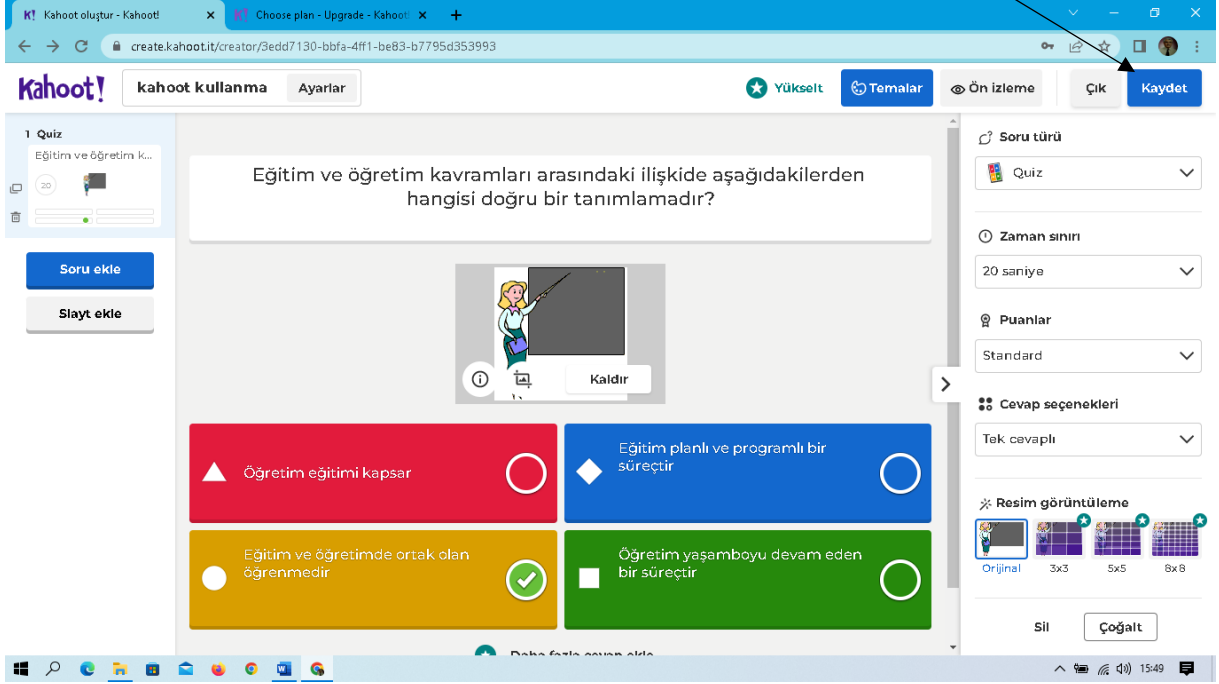 K! Kahoot oluştur - Kahoot!
Choose plan - Upgrade - Kahoot!
create.kahoot.it/creator/3edd7130-bbfa-4ff1-be83-b7795d353993
Kahoot!
kahoot kullanma
Ayarlar
Yükselt
Temalar
Ön izleme
Çık
Kaydet
1 Quiz
Eğitim ve öğretim k...
20
Soru ekle
Slayt ekle
Eğitim ve öğretim kavramları arasındaki ilişkide aşağıdakilerden
hangisi doğru bir tanımlamadır?
Kaldır
Öğretim eğitimi kapsar
Eğitim planlı ve programlı bir
süreçtir
Eğitim ve öğretimde ortak olan
öğrenmedir
Öğretim yaşamboyu devam eden
bir süreçtir
Daha fazla cevap ekle
Soru türü
Quiz
Zaman sınırı
20 saniye
Puanlar
Standard
Cevap seçenekleri
Tek cevaplı
Resim görüntüleme
Orijinal
3x3
5x5
8x8
Sil
Çoğalt
15:49